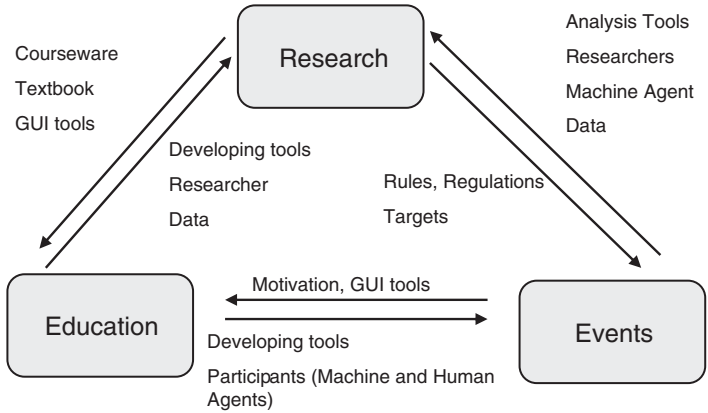 Research
Courseware
Textbook
GUI tools
Analysis Tools
Researchers
Machine Agent
Data
Developing tools
Researcher
Data
Rules, Regulations
Targets
Education
Motivation, GUI tools
Developing tools
Participants (Machine and Human
Agents)
Events